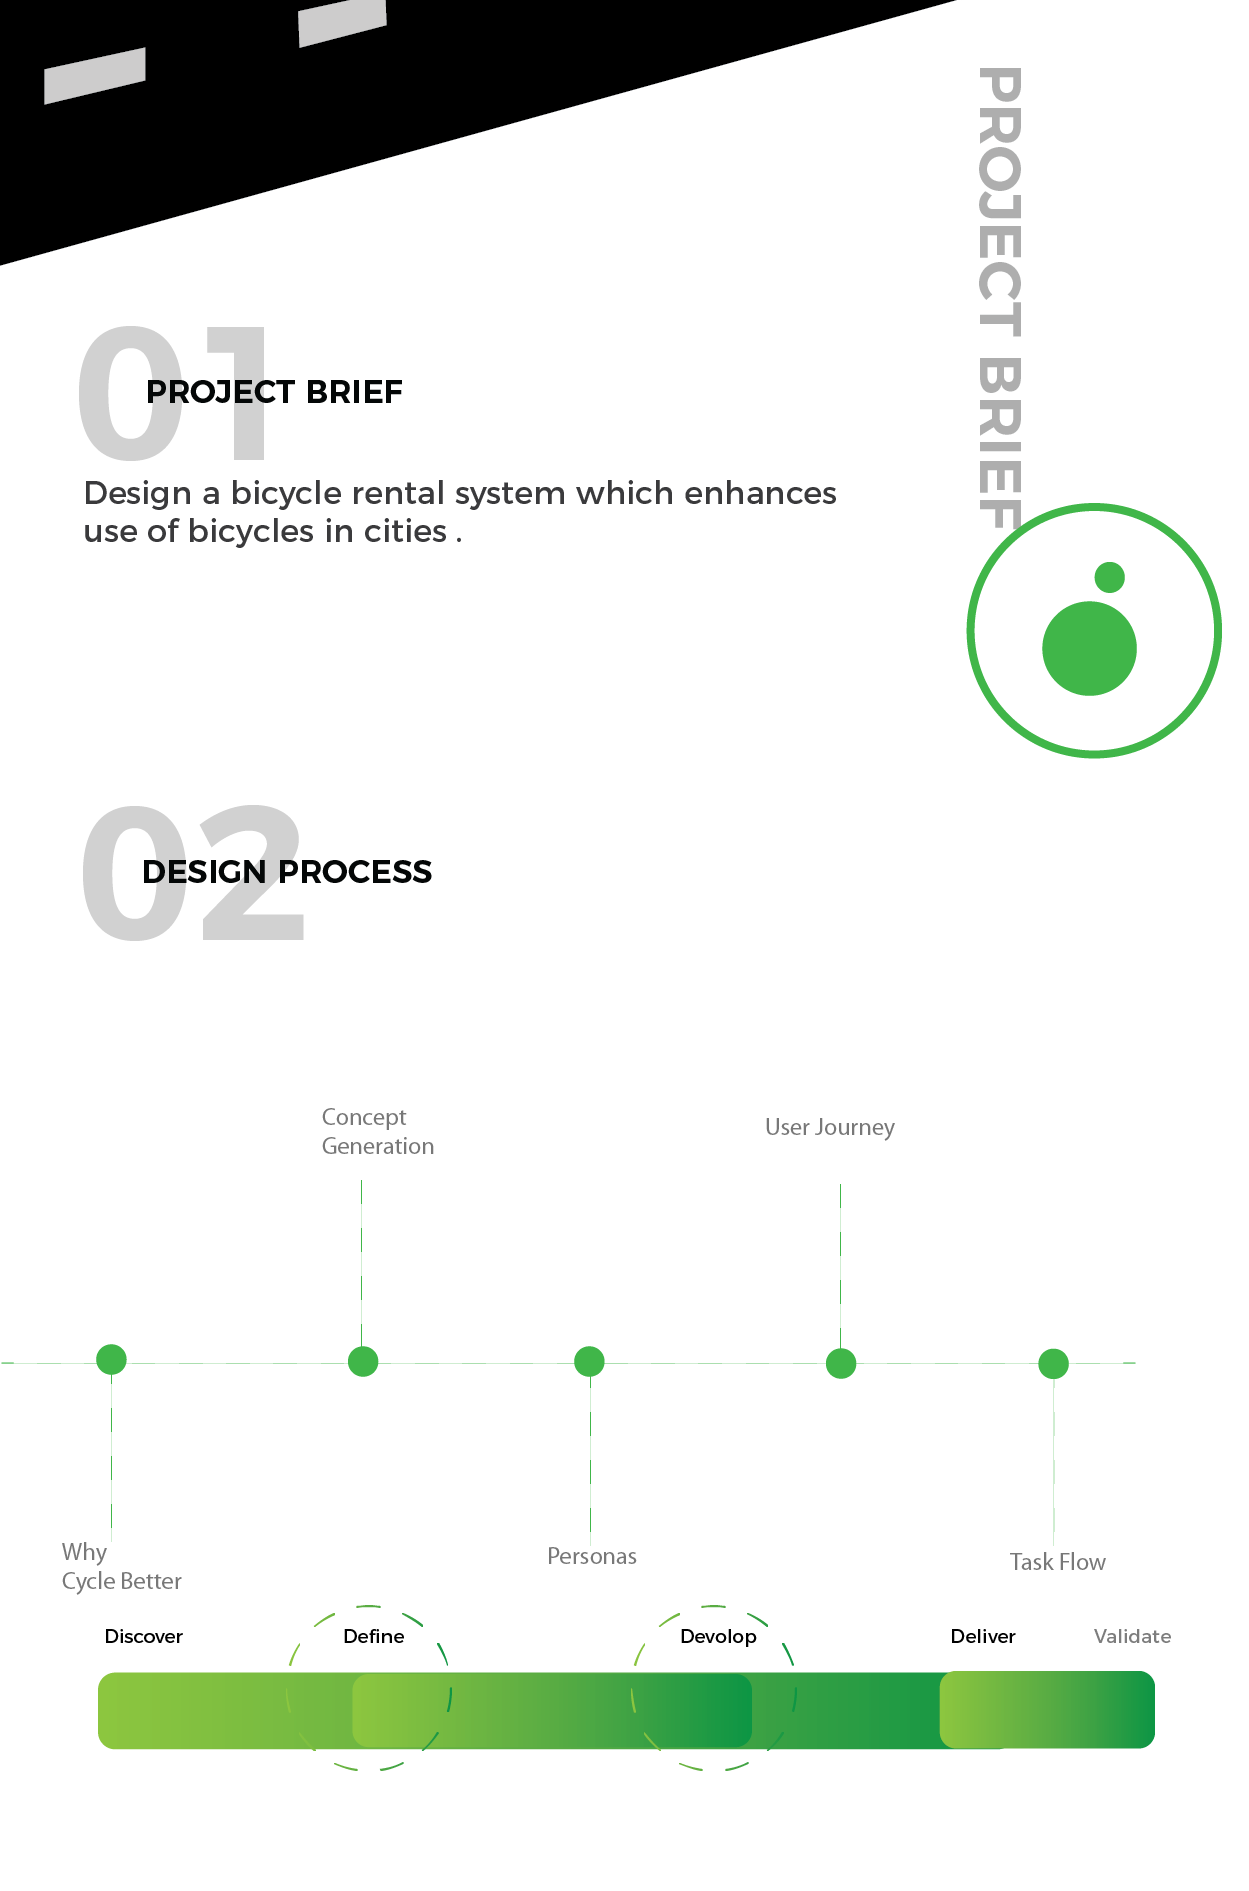 PROJECT BRIEF
01
PROJECT BRIEF
Design a bicycle rental system which enhances
use of bicycles in cities .
02
DESIGN PROCESS
Concept
Generation
User Journey
Why
Cycle Better
Personas
Task Flow
Discover
Define
Devolop
Deliver
Validate